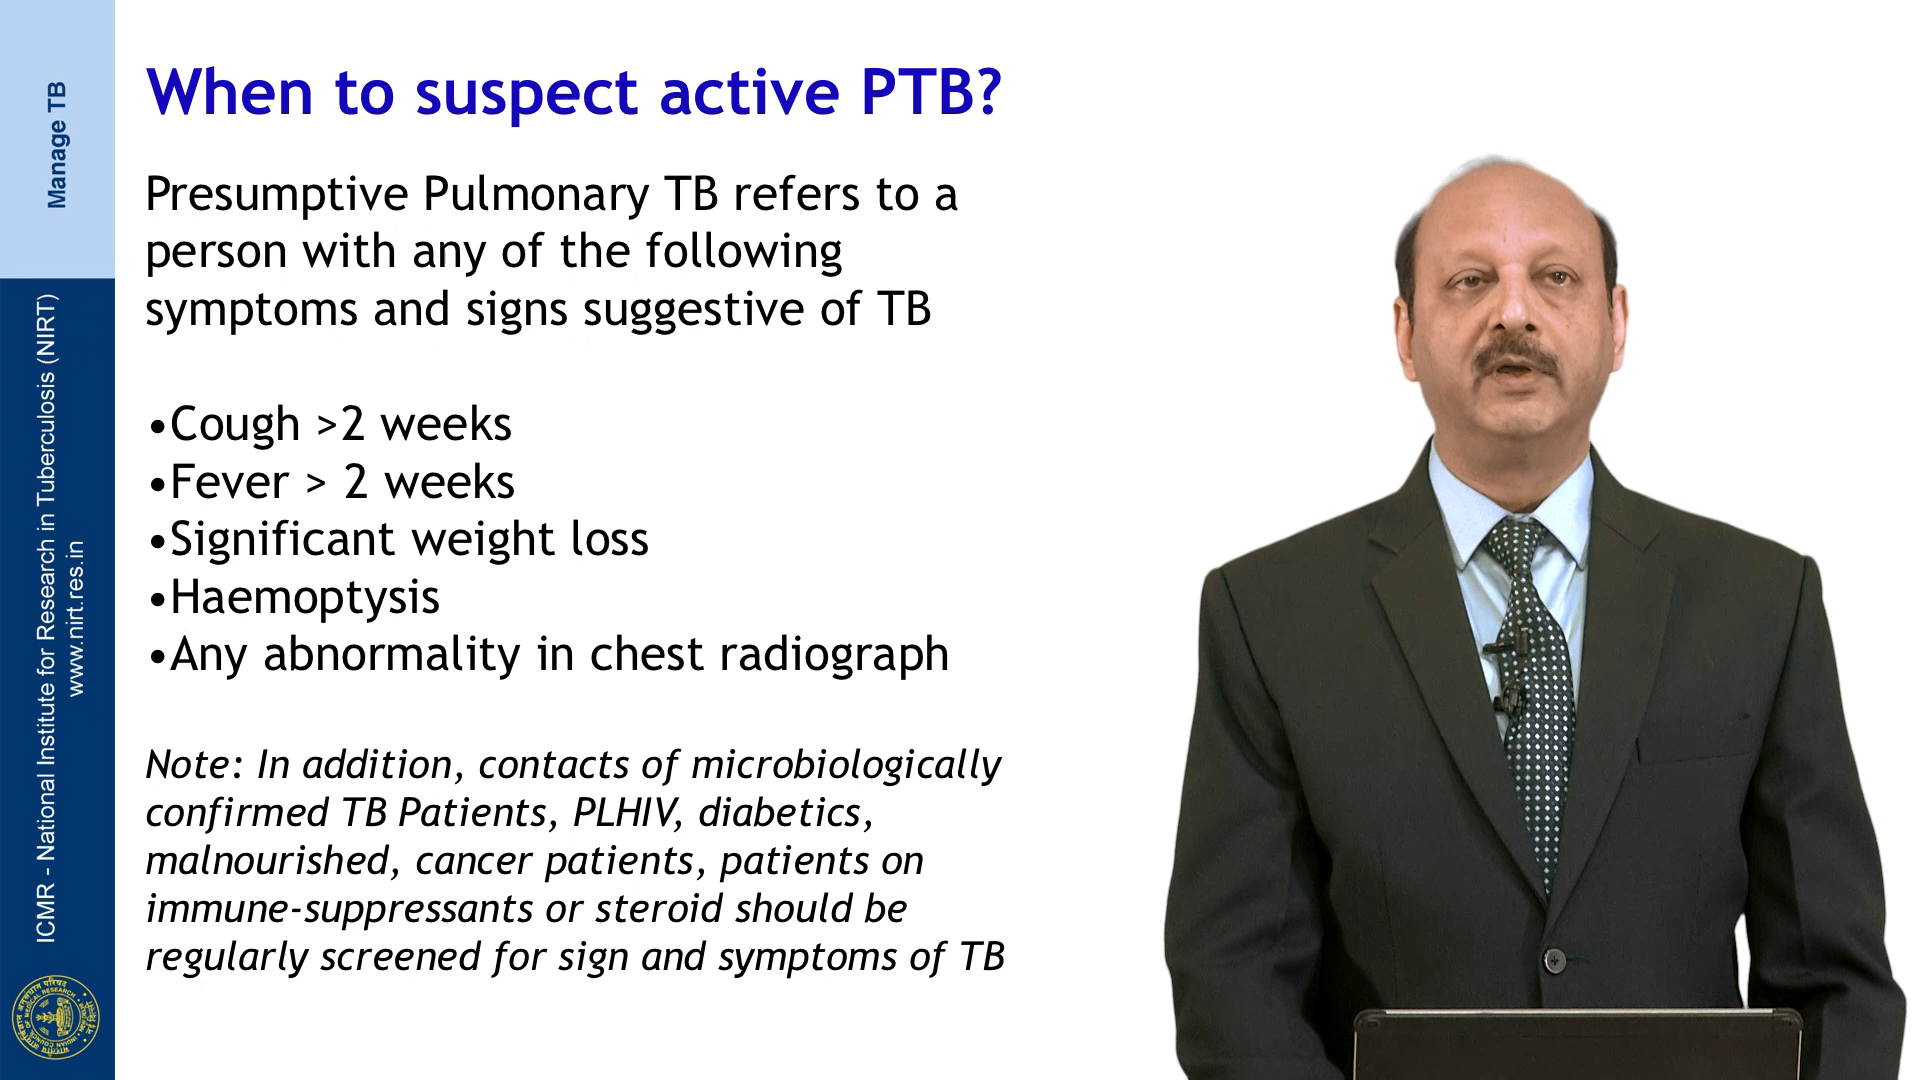 Manage TB
ICMR - National Institute for Research in Tuberculosis (NIRT)
www.nirt.res.in
When to suspect active PTB?
Presumptive Pulmonary TB refers to a
person with any of the following
symptoms and signs suggestive of TB
•Cough >2 weeks
•Fever > 2 weeks
•Significant weight loss
•Haemoptysis
•Any abnormality in chest radiograph
Note: In addition, contacts of microbiologically
confirmed TB Patients, PLHIV, diabetics,
malnourished, cancer patients, patients on
immune-suppressants or steroid should be
regularly screened for sign and symptoms of TB